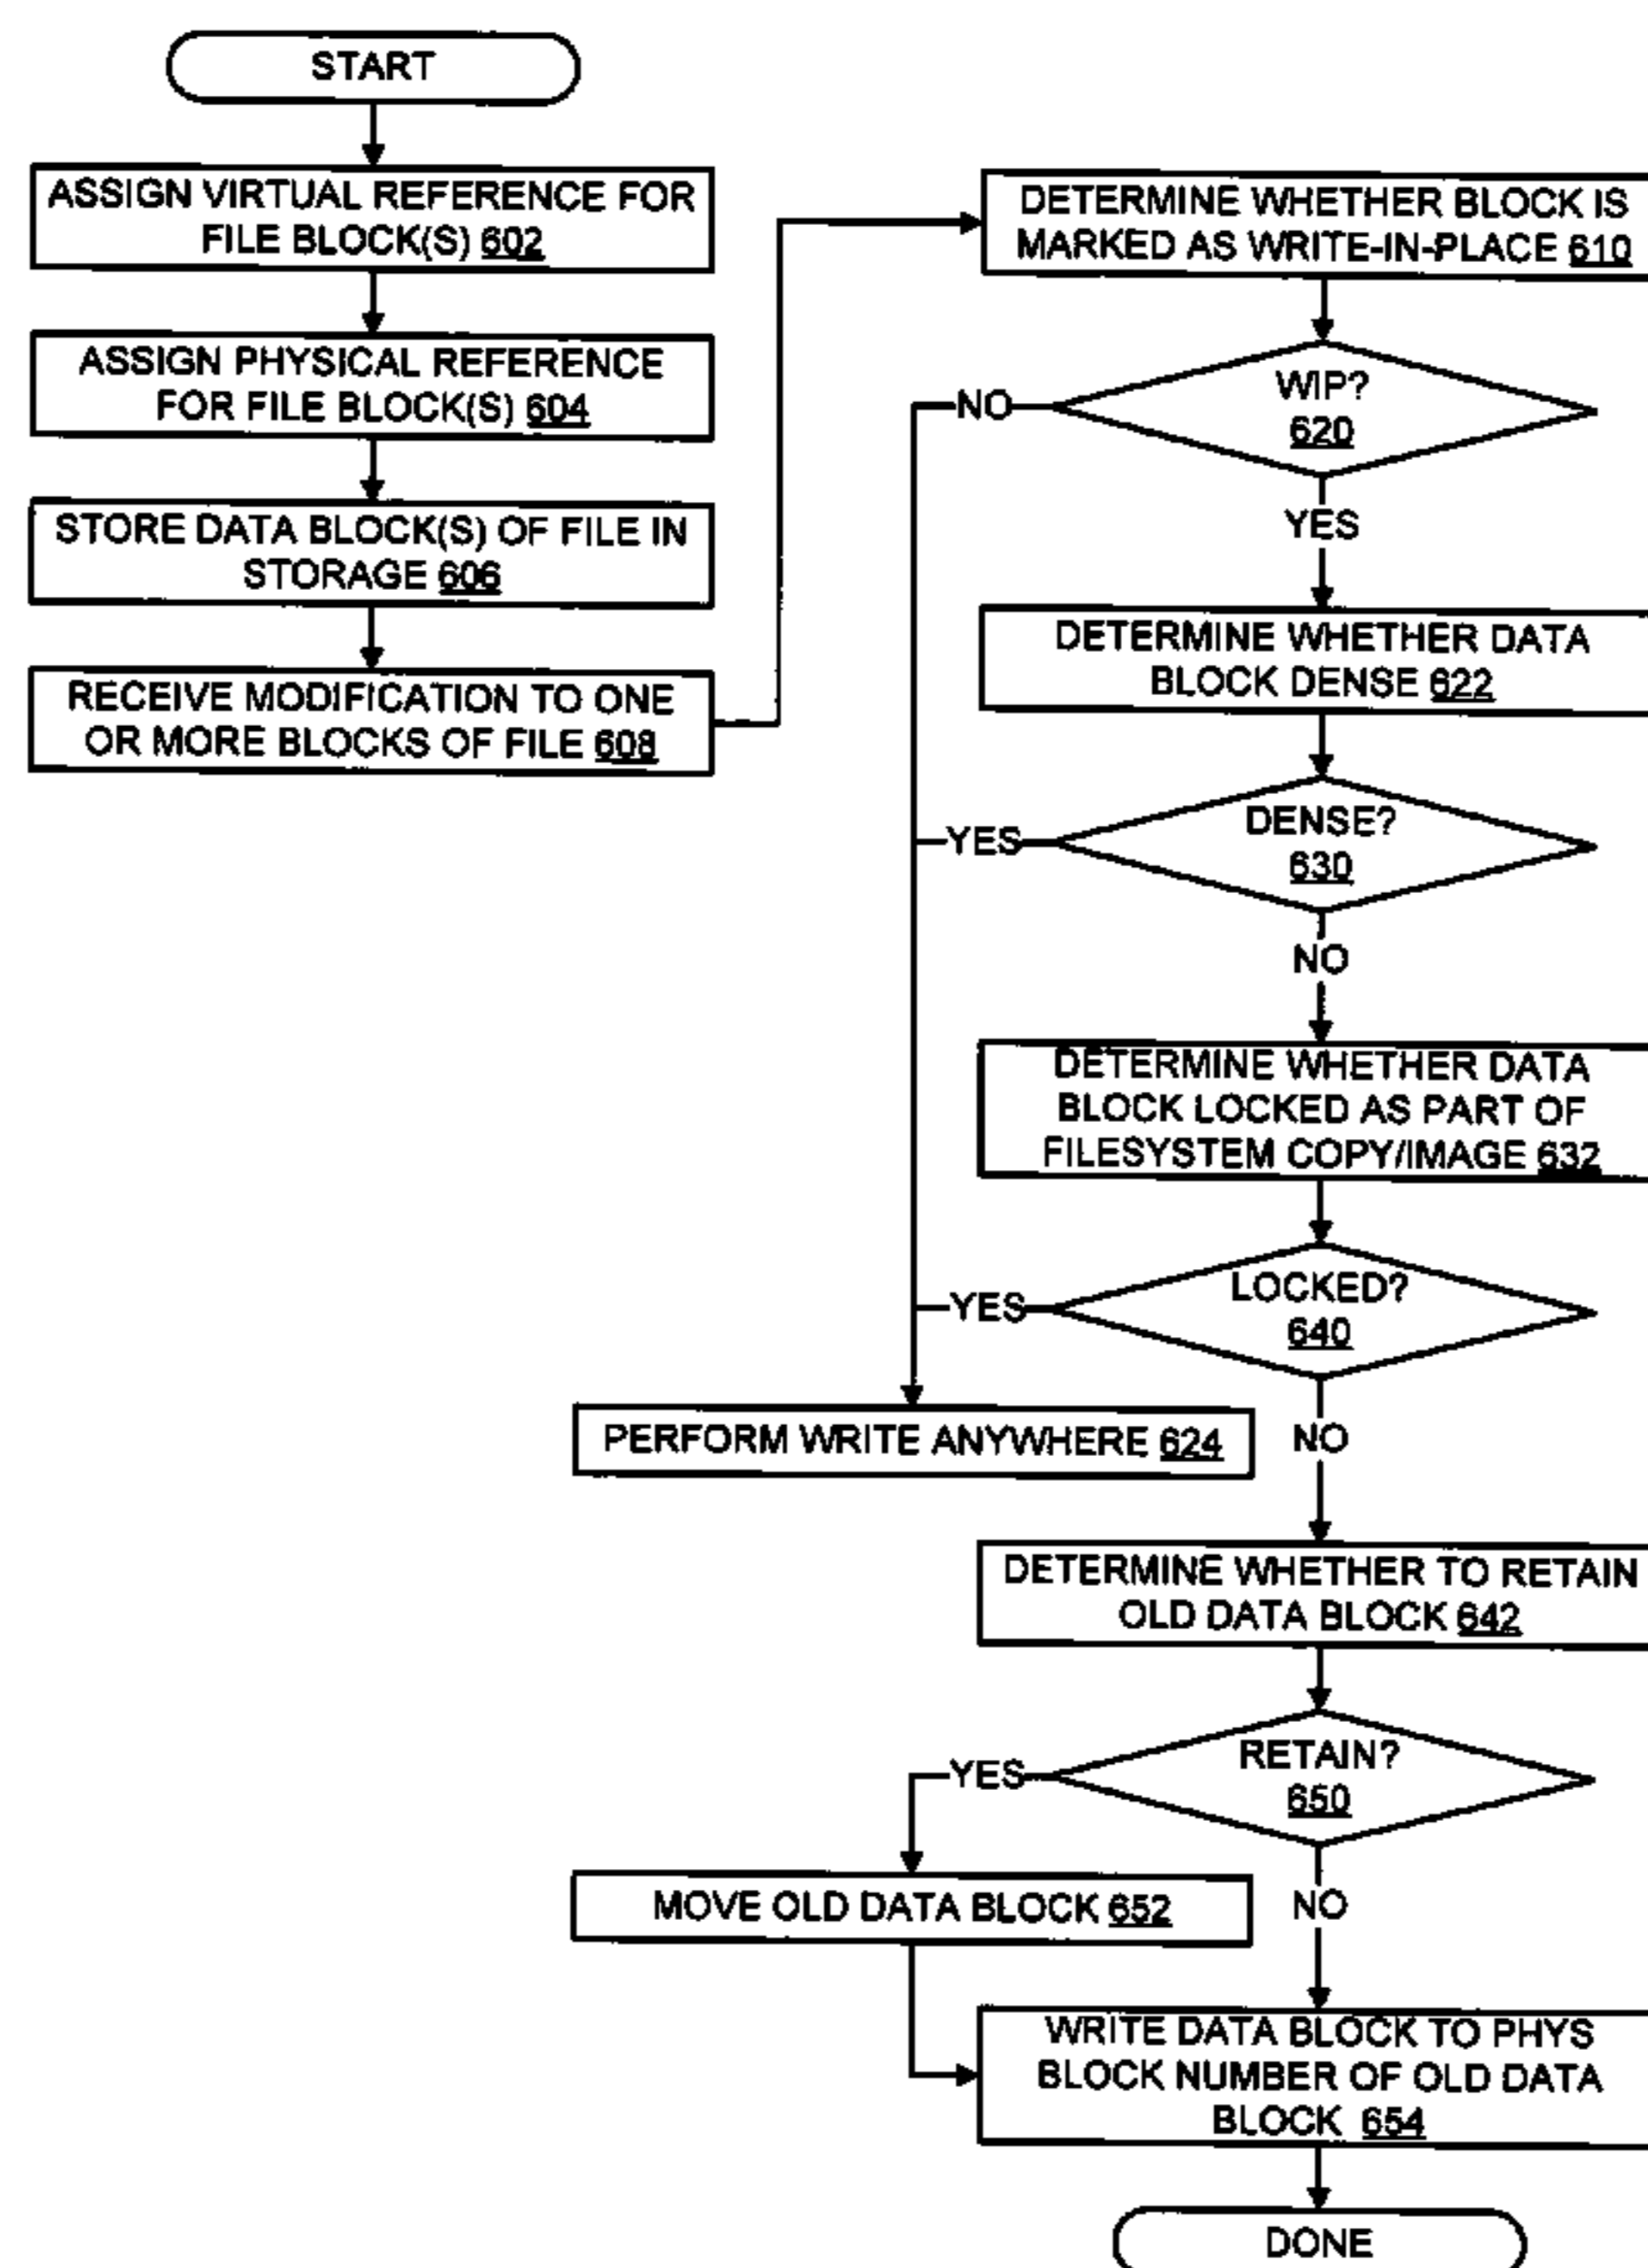 START
ASSIGN VIRTUAL REFERENCE FOR
FILE BLOCK(S) 602
ASSIGN PHYSICAL REFERENCE
FOR FILE BLOCK(S) 604
STORE DATA BLOCK(S) OF FILE IN
STORAGE 606
RECEIVE MODIFICATION TO ONE
OR MORE BLOCKS OF FILE 608
DETERMINE WHETHER BLOCK IS
MARKED AS WRITE-IN-PLACE 610
WIP?
620
NO
YES
DETERMINE WHETHER DATA
BLOCK DENSE 622
DENSE?
630
YES
NO
DETERMINE WHETHER DATA
BLOCK LOCKED AS PART OF
FILESYSTEM COPY/IMAGE 632
LOCKED?
640
YES
NO
PERFORM WRITE ANYWHERE 624
DETERMINE WHETHER TO RETAIN
OLD DATA BLOCK 642
RETAIN?
650
YES
NO
MOVE OLD DATA BLOCK 652
WRITE DATA BLOCK TO PHYS
BLOCK NUMBER OF OLD DATA
BLOCK 654
DONE